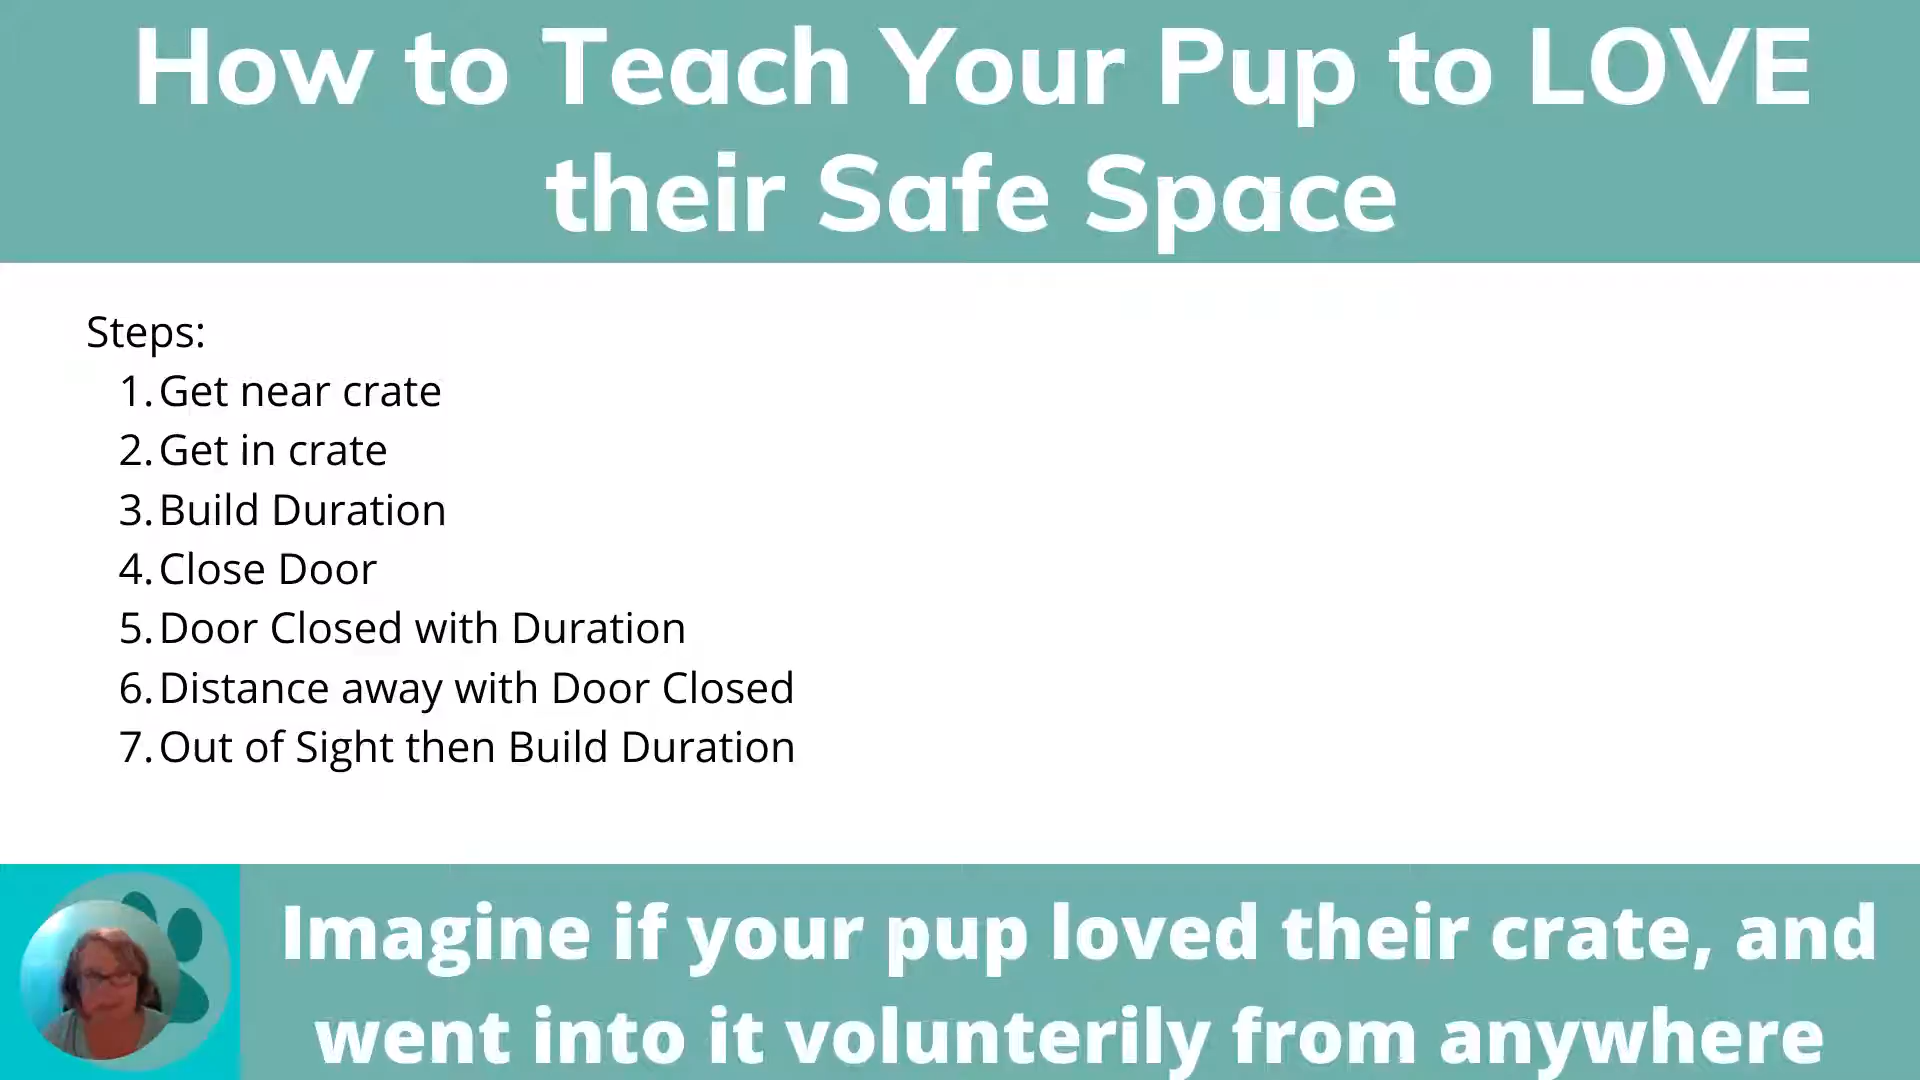 How to Teach Your Pup to LOVE
their Safe Space
Steps:
1. Get near crate
2. Get in crate
3. Build Duration
4. Close Door
5. Door Closed with Duration
6. Distance away with Door Closed
7. Out of Sight then Build Duration
Imagine if your pup loved their crate, and
went into it volunterily from anywhere